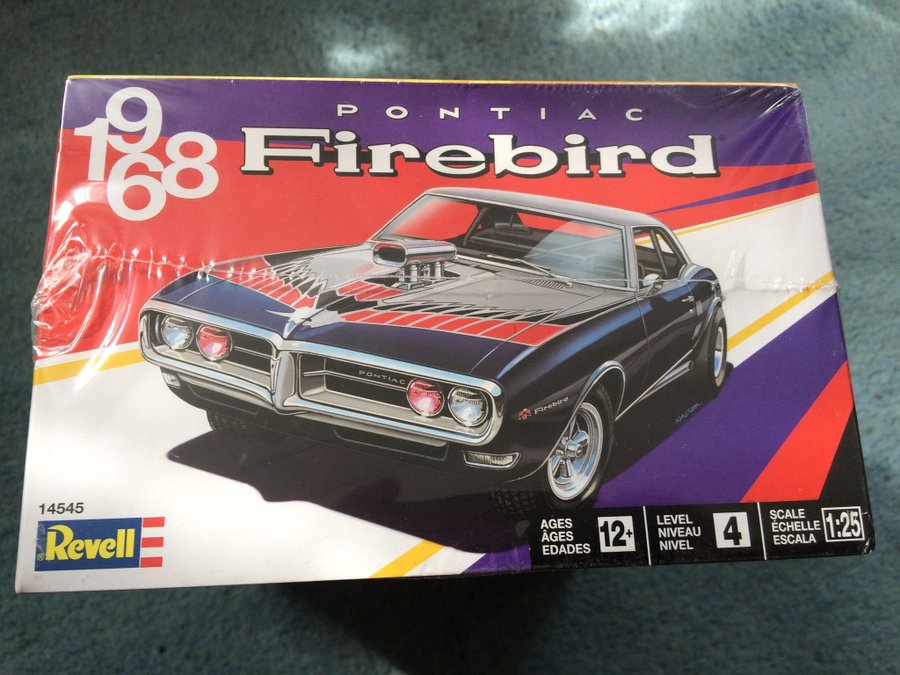 1968
PONTIAC
Firebird
PONTIAC
Firebird
14545
Revell
AGES
ÂGES
EDADES
12+
LEVEL
NIVEAU
NIVEL
4
SCALE
ÉCHELLE
ESCALA
1:25